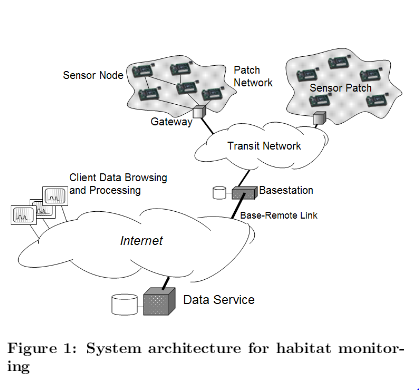 Sensor Node
Patch
Network
Sensor Patch
Gateway
Transit Network
Client Data Browsing
and Processing
Basestation
Base-Remote Link
Internet
Data Service
Figure 1: System architecture for habitat monitor-
ing